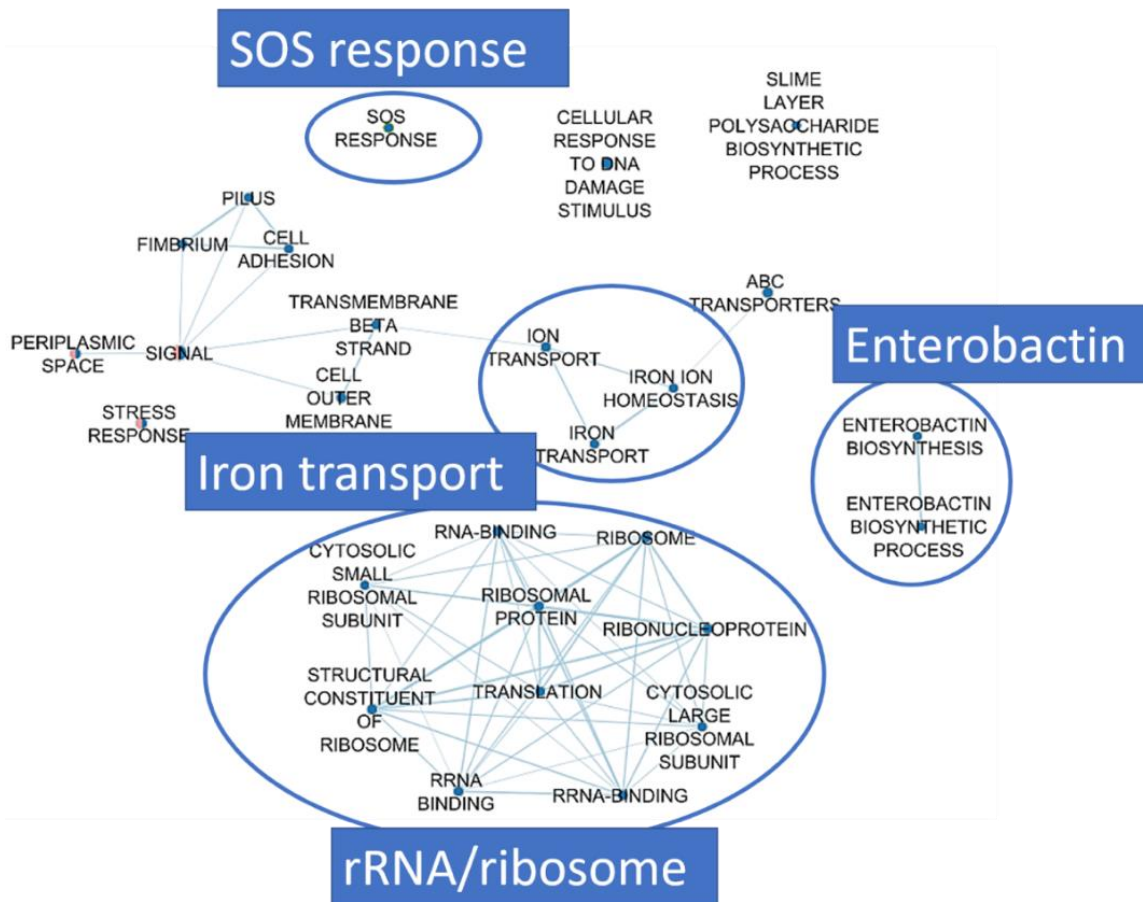 SOS response
SOS
RESPONSE
CELLULAR
RESPONSE
TO DNA
DAMAGE
STIMULUS
SLIME
LAYER
POLYSACCHARIDE
BIOSYNTHETIC
PROCESS
PILUS
FIMBRIUM
CELL
ADHESION
TRANSMEMBRANE
BETA
STRAND
PERIPLASMIC
SPACE
SIGNAL
CELL
OUTER
MEMBRANE
STRESS
RESPONSE
ION
TRANSPORT
IRON ION
HOMEOSTASIS
IRON
TRANSPORT
ABC
TRANSPORTERS
Enterobactin
ENTEROBACTIN
BIOSYNTHESIS
ENTEROBACTIN
BIOSYNTHETIC
PROCESS
Iron transport
RNA-BINDING
RIBOSOME
CYTOSOLIC
SMALL
RIBOSOMAL
SUBUNIT
RIBOSOMAL
PROTEIN
RIBONUCLEOPROTEIN
STRUCTURAL
CONSTITUENT
OF
RIBOSOME
TRANSLATION
CYTOSOLIC
LARGE
RIBOSOMAL
SUBUNIT
RRNA
BINDING
RRNA-BINDING
rRNA/ribosome